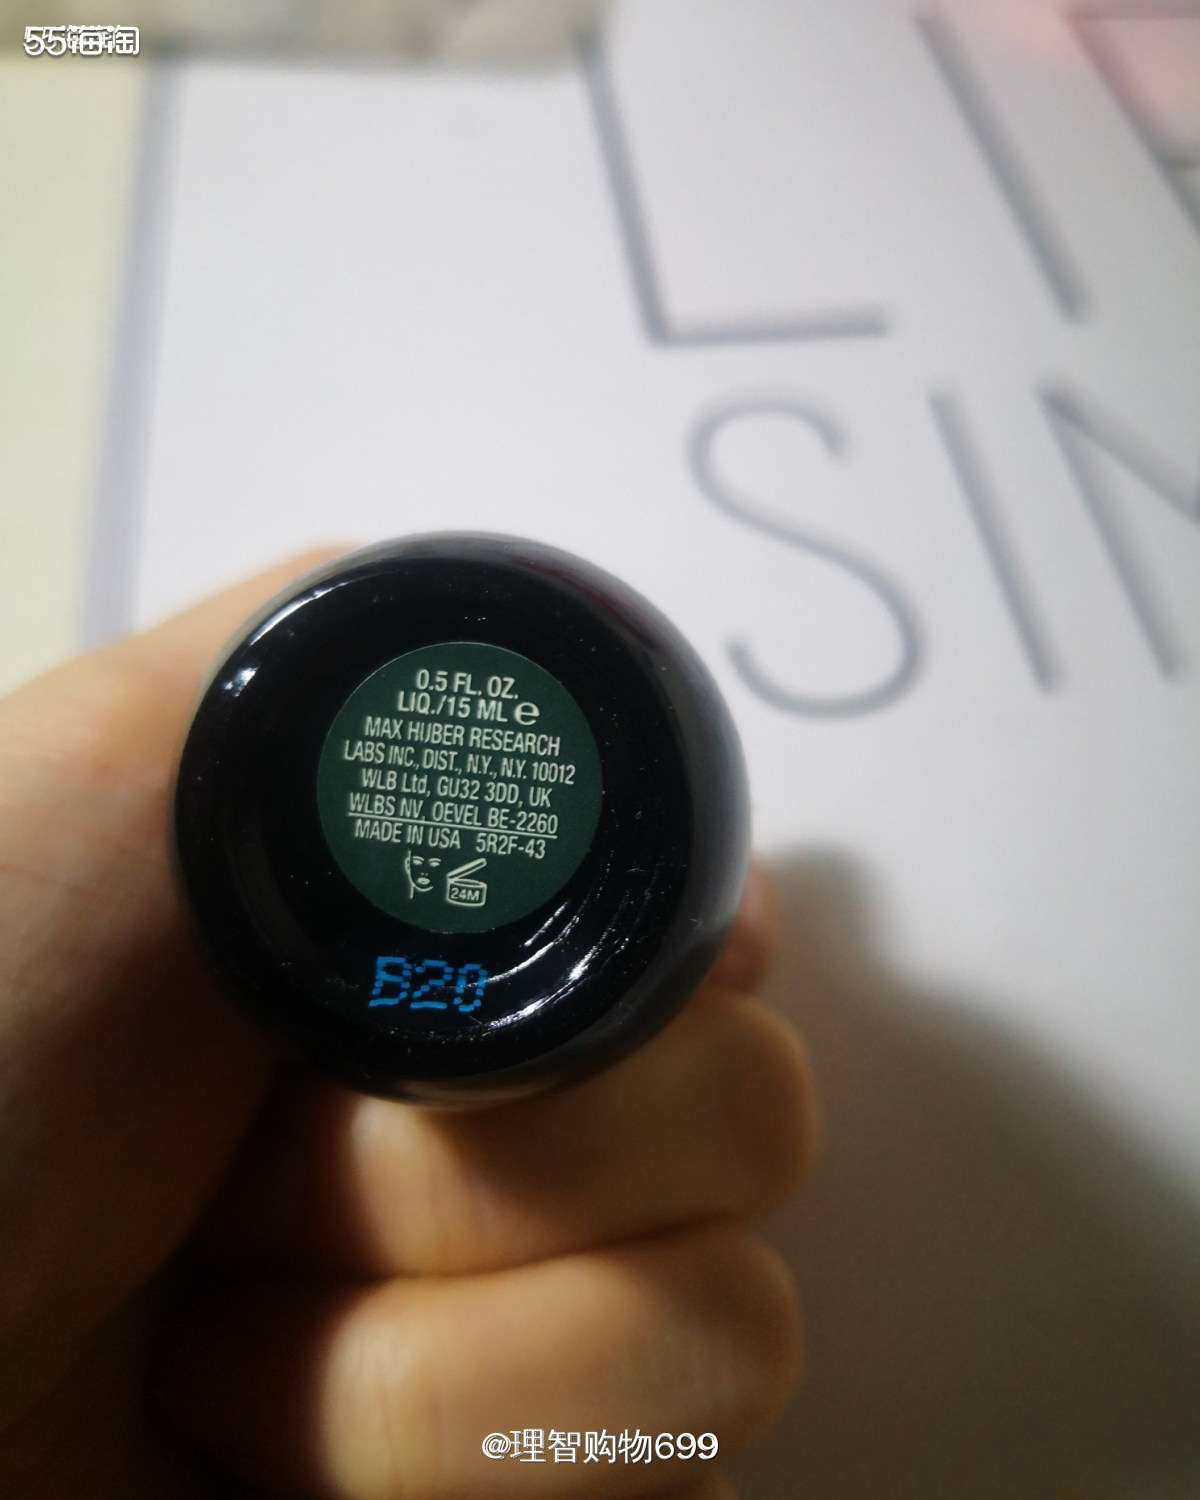 55海淘
SIN
0.5 FL. OZ.
LIQ./15 ML e
MAX HUBER RESEARCH
LABS INC, DIST., N.Y., N.Y. 10012
WLB Ltd, GU32 3DD, UK
WLBS NV, OEVEL BE-2260
MADE IN USA 5R2F-43
24M
B20
@理智购物699